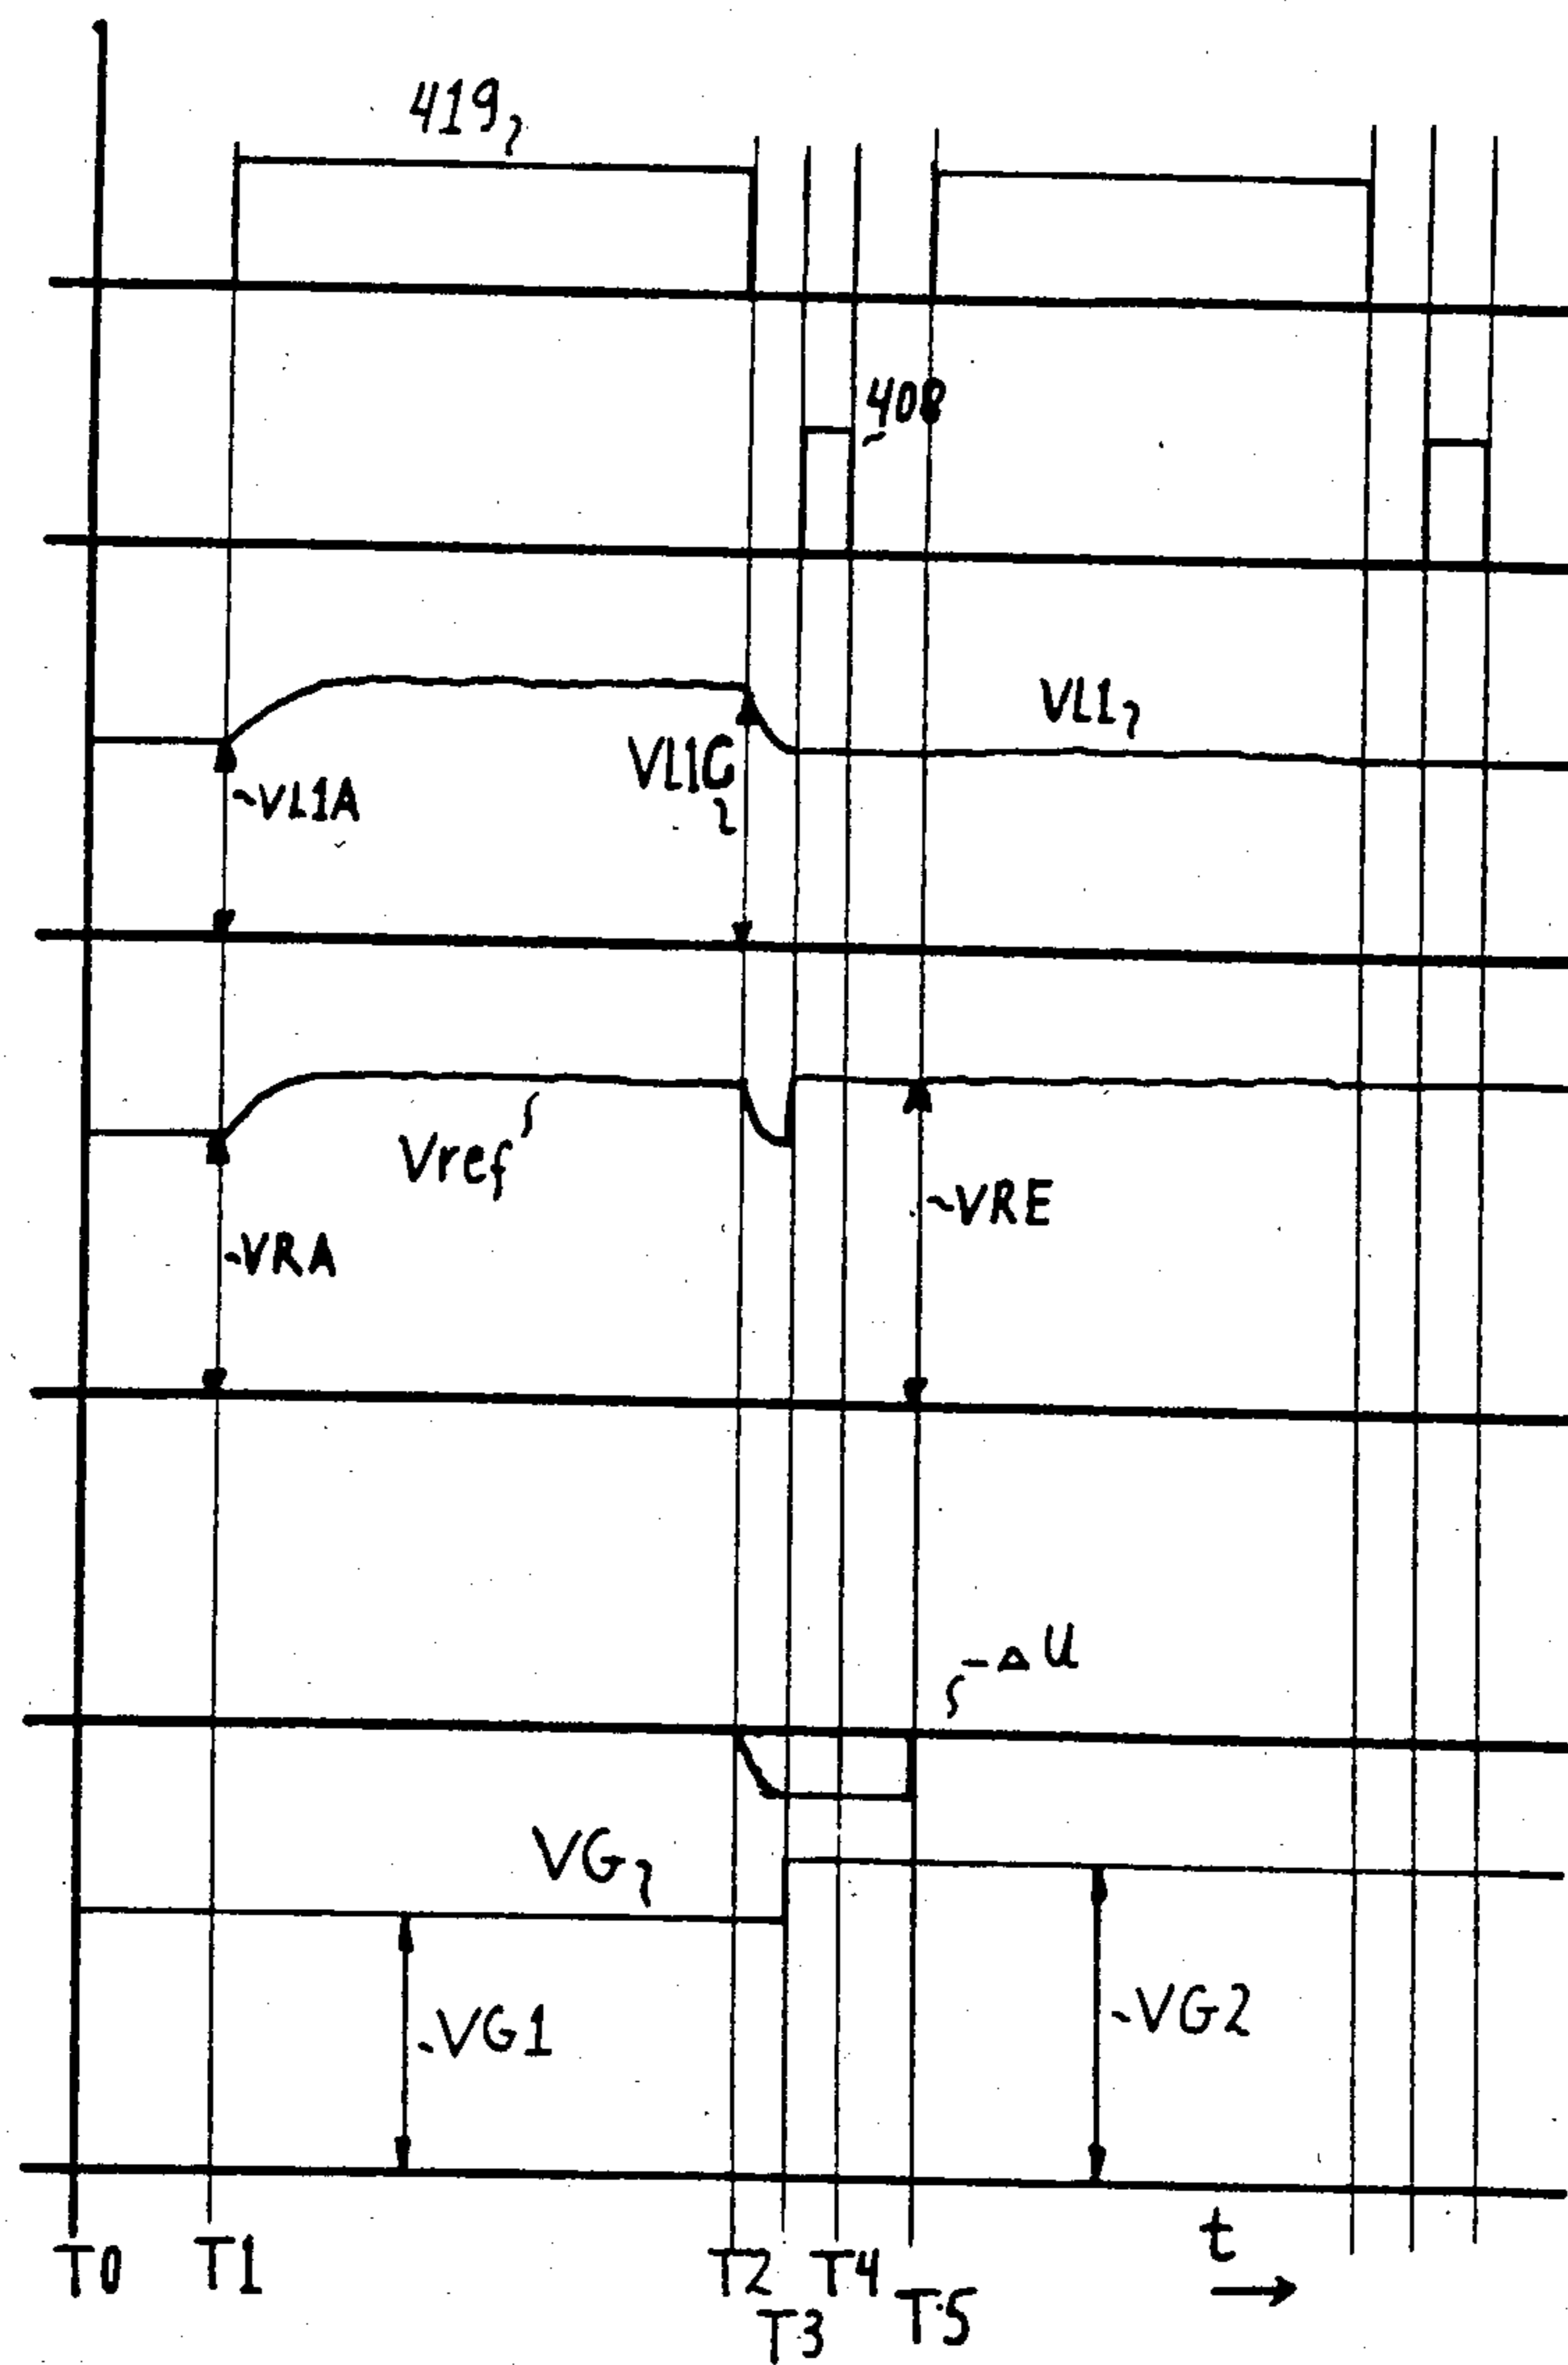 419
408
VL1
VL1G
VL1A
Vref
VRE
VRA
-ΔU
VG
VG1
VG2
t
T0
T1
T2
T4
T3
T5